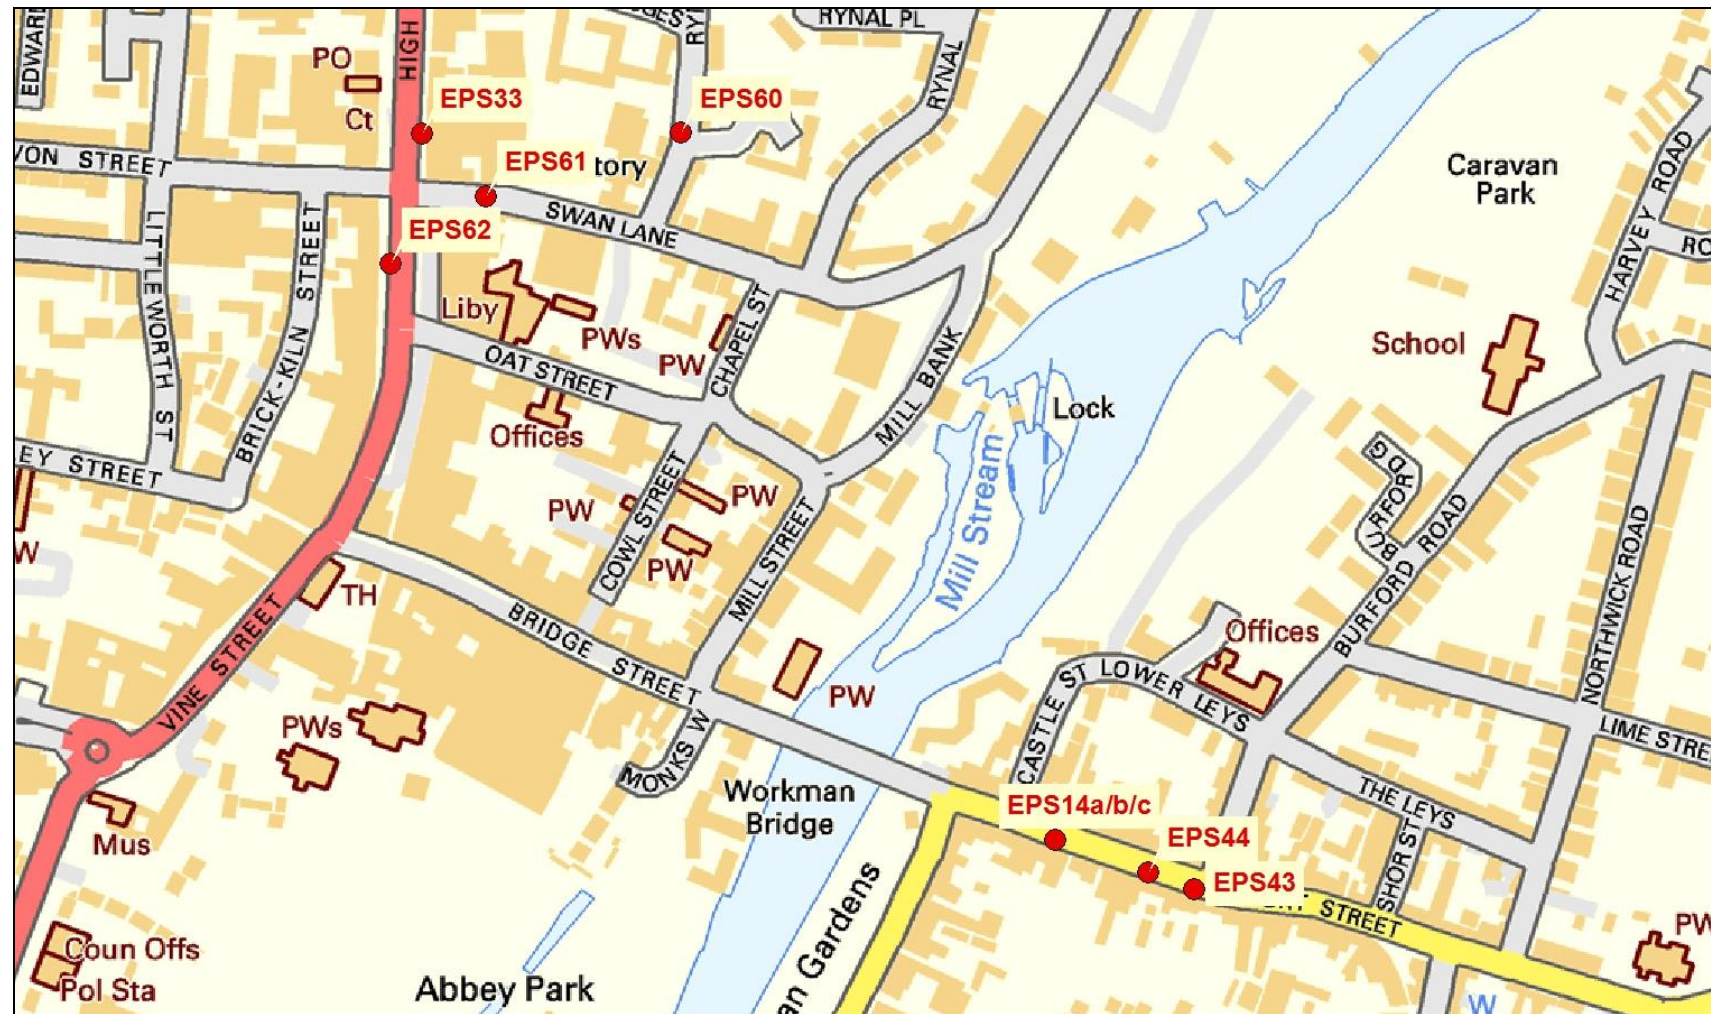 EDWARD
PO
Ct
HIGH
EPS33
EPS60
RYNAL PL
RYNAL
EPS61
tory
VON STREET
SWAN LANE
EPS62
LITTLEWORTH ST
BRICK-KILN STREET
Liby
PWs
PW
CHAPEL ST
OAT STREET
Offices
MILL BANK
Lock
Mill Stream
Caravan
Park
School
HARVEY ROAD
RO
EY STREET
W
PW
PW
PW
COWL STREET
MILL STREET
TH
VINE STREET
BRIDGE STREET
PW
PWs
MONKS W
Mus
Workman
Bridge
BURFORD ROAD
NORTHWICK ROAD
Offices
CASTLE ST
LOWER LEYS
LIME STRE
THE LEYS
SHORT ST
EPS14a/b/c
EPS44
EPS43
STREET
Coun Offs
Pol Sta
Abbey Park
an Gardens
PW
W